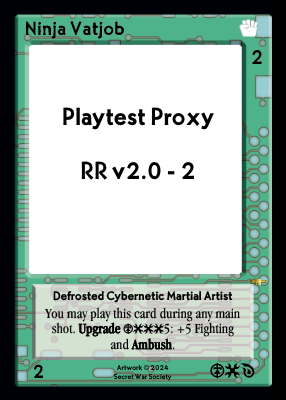 Ninja Vatjob
2
Playtest Proxy
RR v2.0 - 2
Defrosted Cybernetic Martial Artist
You may play this card during any main
shot. Upgrade 5: +5 Fighting
and Ambush.
2
Artwork © 2024
Secret War Society